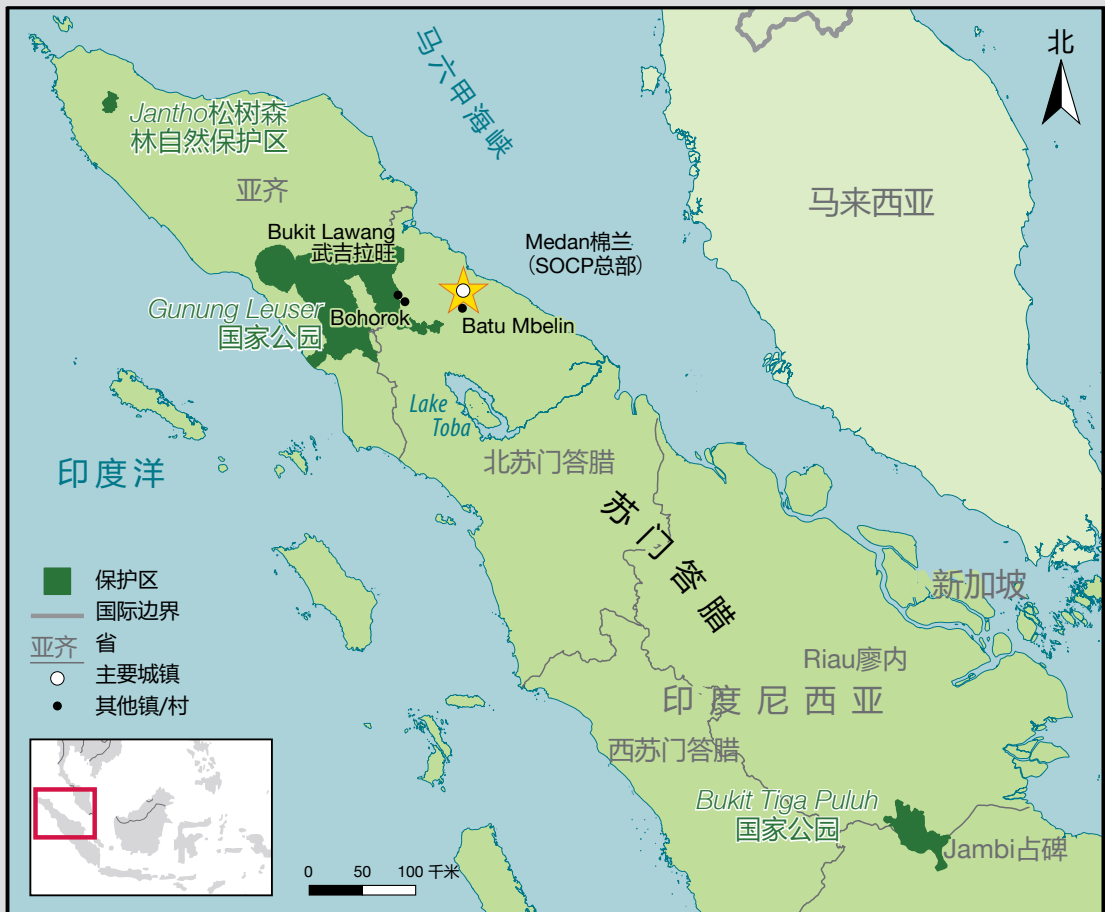 北
马六甲海峡
Jantho松树森
林自然保护区
亚齐
马来西亚
Bukit Lawang
武吉拉旺
Medan棉兰
（SOCP总部）
Gunung Leuser
国家公园
Bohorok
Batu Mbelin
Lake
Toba
印度洋
北苏门答腊
苏门答腊
新加坡
Riau廖内
印度尼西亚
西苏门答腊
Bukit Tiga Puluh
国家公园
Jambi占碑
保护区
国际边界
亚齐 省
主要城镇
其他镇/村
0 50 100 千米